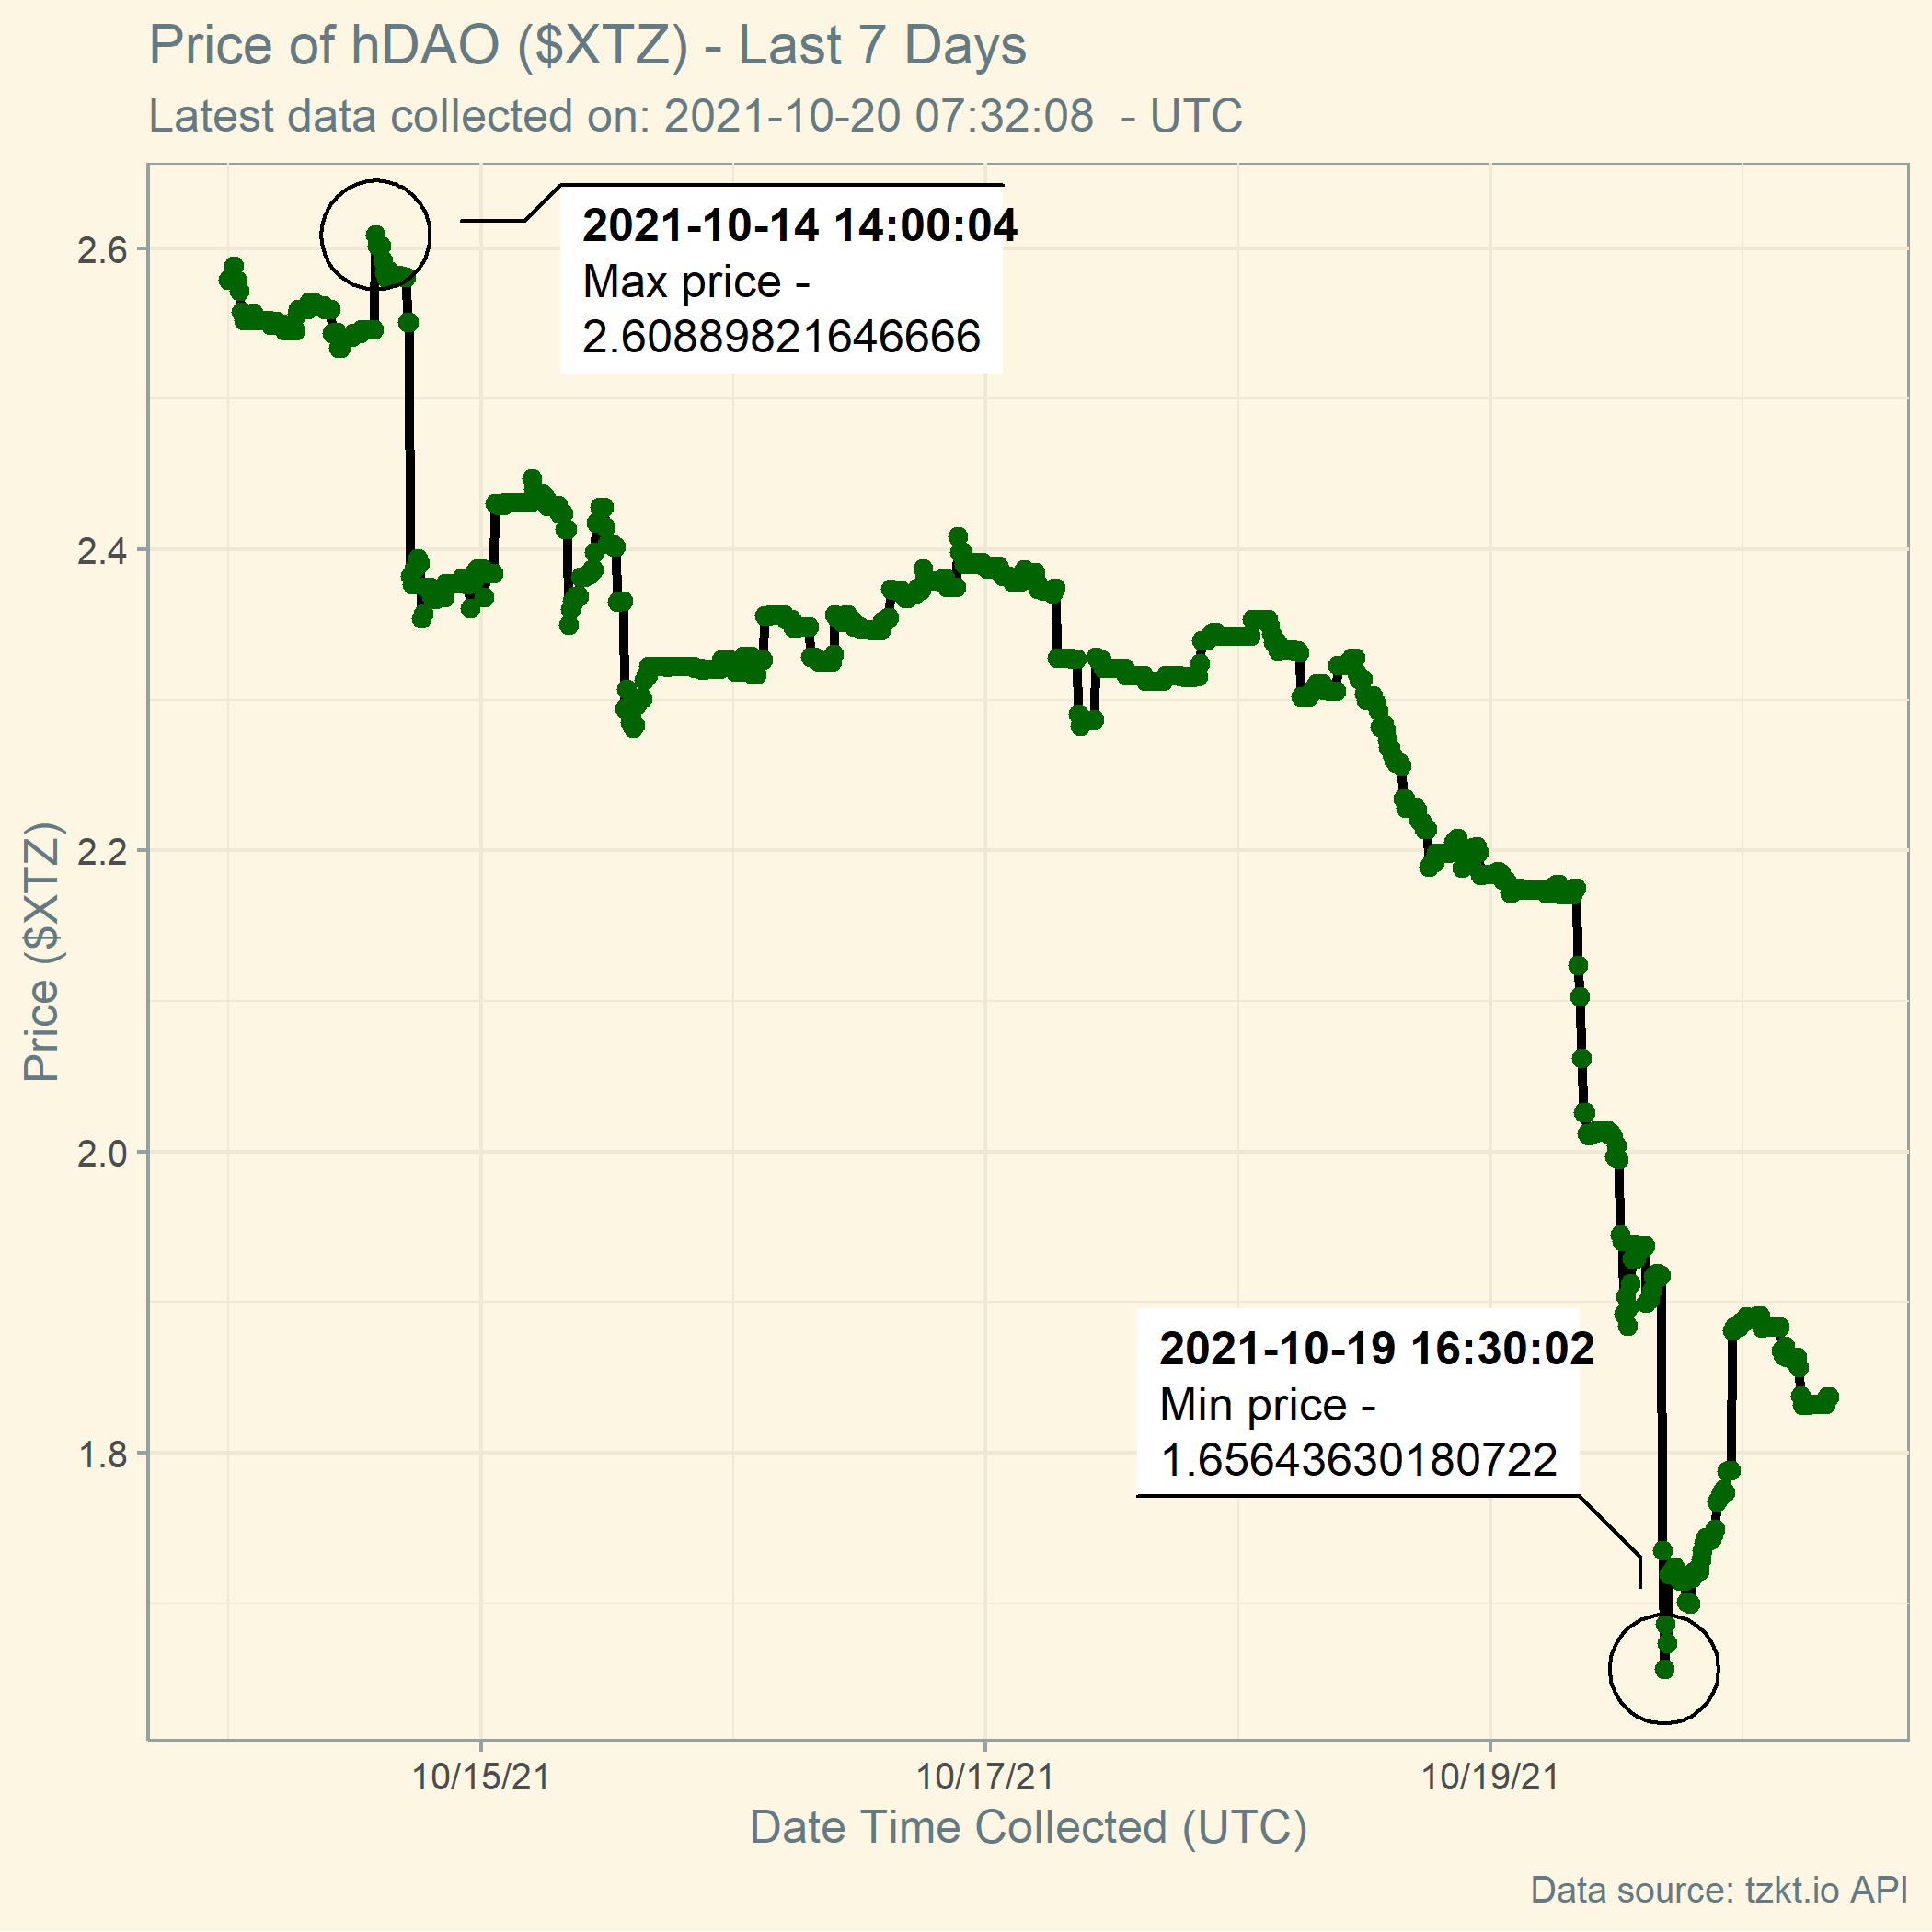 Price of hDAO ($XTZ) - Last 7 Days
Latest data collected on: 2021-10-20 07:32:08  - UTC
2021-10-14 14:00:04
Max price -
2.60889821646666
2.6
2.4
2.2
2.0
1.8
Price ($XTZ)
2021-10-19 16:30:02
Min price -
1.65643630180722
10/15/21
10/17/21
10/19/21
Date Time Collected (UTC)
Data source: tzkt.io API